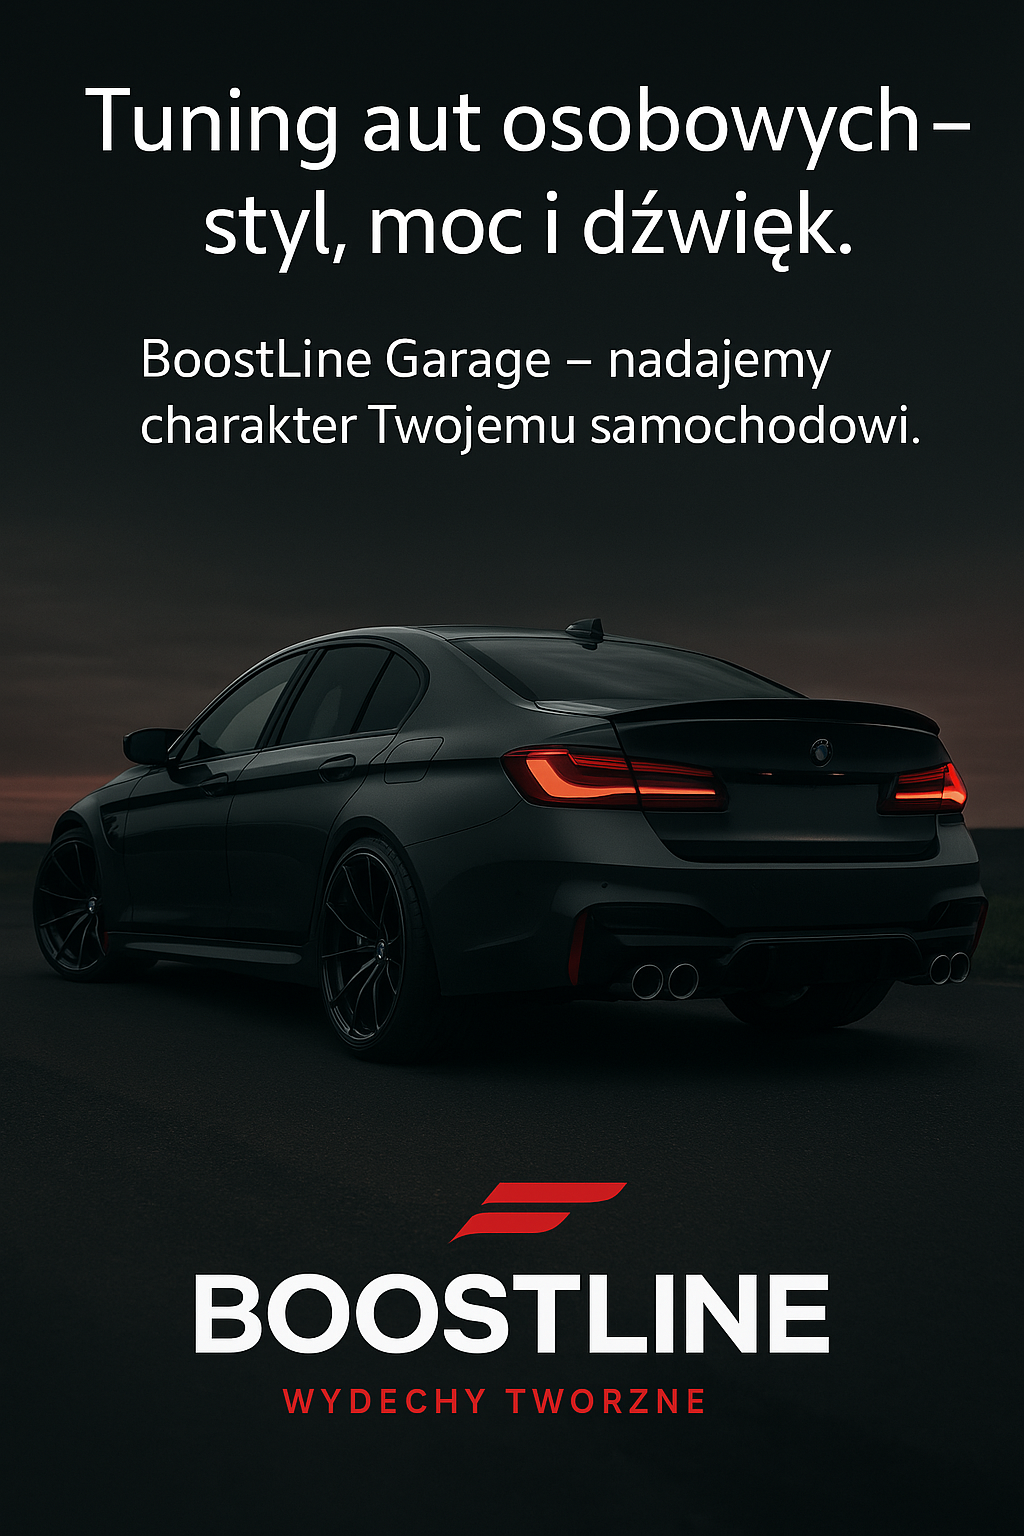 Tuning aut osobowych –
styl, moc i dźwięk.
BoostLine Garage – nadajemy
charakter Twojemu samochodowi.
BOOSTLINE
WYDECHY TWORZNE